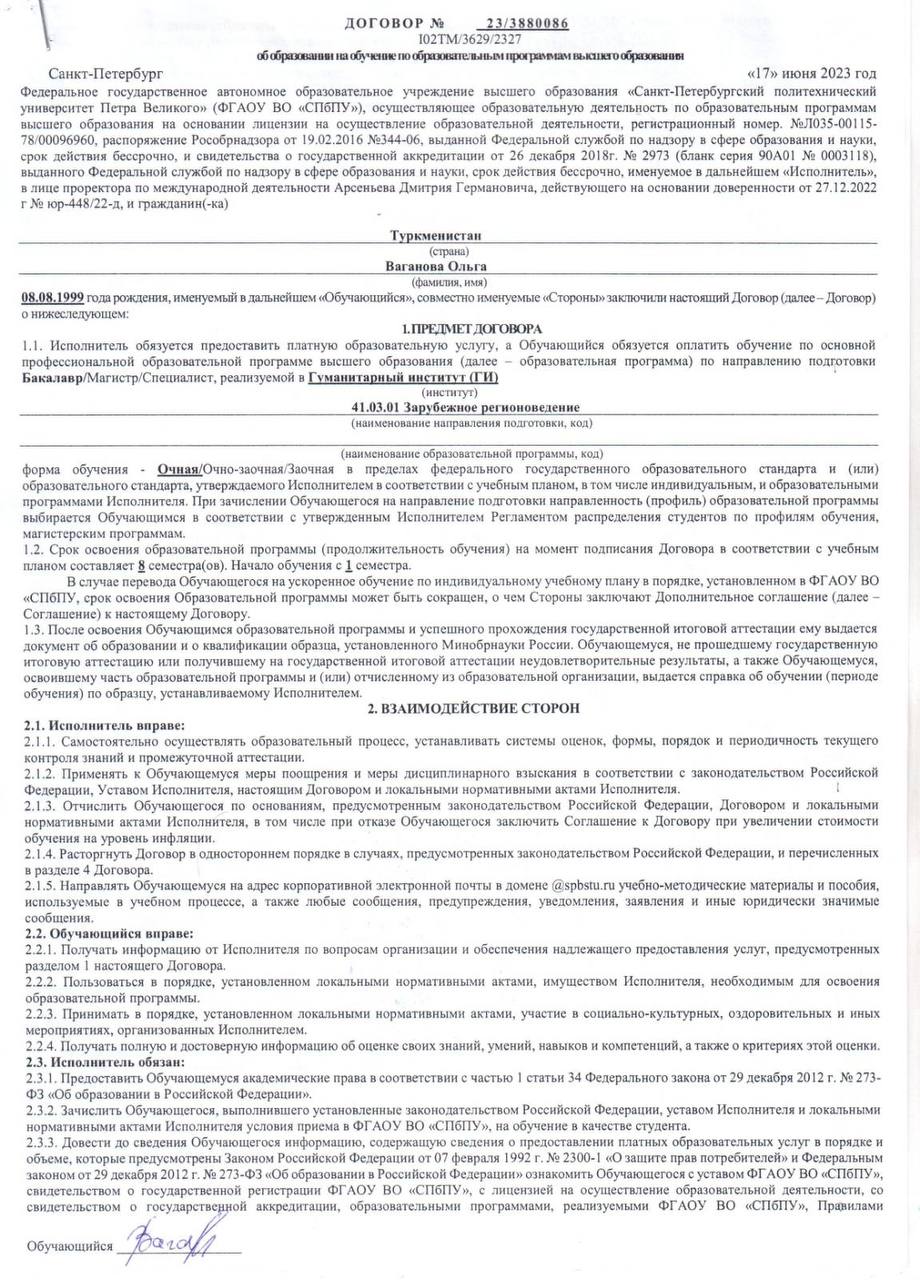 ДОГОВОР № 23/3880086
I02TM/3629/2327
об образовании на обучение по образовательным программам высшего образования
Санкт-Петербург «17» июня 2023 год
Федеральное государственное автономное образовательное учреждение высшего образования «Санкт-Петербургский политехнический
университет Петра Великого» (ФГАОУ ВО «СПбПУ»), осуществляющее образовательную деятельность по образовательным программам
высшего образования на основании лицензии на осуществление образовательной деятельности, регистрационный номер. №Л035-00115-
78/00096960, распоряжение Рособрнадзора от 19.02.2016 №344-06, выданной Федеральной службой по надзору в сфере образования и науки,
срок действия бессрочно, и свидетельства о государственной аккредитации от 26 декабря 2018г. № 2973 (бланк серия 90А01 № 0003118),
выданного Федеральной службой по надзору в сфере образования и науки, срок действия бессрочно, именуемое в дальнейшем «Исполнитель»,
в лице проректора по международной деятельности Арсеньева Дмитрия Германовича, действующего на основании доверенности от 27.12.2022
г № юр-448/22-д, и гражданин(-ка)
Туркменистан
(страна)
Ваганова Ольга
(фамилия, имя)
08.08.1999 года рождения, именуемый в дальнейшем «Обучающийся», совместно именуемые «Стороны» заключили настоящий Договор (далее – Договор)
о нижеследующем:
1.ПРЕДМЕТ ДОГОВОРА
1.1. Исполнитель обязуется предоставить платную образовательную услугу, а Обучающийся обязуется оплатить обучение по основной
профессиональной образовательной программе высшего образования (далее – образовательная программа) по направлению подготовки
Бакалавр/Магистр/Специалист, реализуемой в Гуманитарный институт (ГИ)
(институт)
41.03.01 Зарубежное регионоведение
(наименование направления подготовки, код)
(наименование образовательной программы, код)
форма обучения - Очная/Очно-заочная/Заочная в пределах федерального государственного образовательного стандарта и (или)
образовательного стандарта, утверждаемого Исполнителем в соответствии с учебным планом, в том числе индивидуальным, и образовательными
программами Исполнителя. При зачислении Обучающегося на направление подготовки направленность (профиль) образовательной программы
выбирается Обучающимся в соответствии с утвержденным Исполнителем Регламентом распределения студентов по профилям обучения,
магистерским программам.
1.2. Срок освоения образовательной программы (продолжительность обучения) на момент подписания Договора в соответствии с учебным
планом составляет 8 семестра(ов). Начало обучения с 1 семестра.
В случае перевода Обучающегося на ускоренное обучение по индивидуальному учебному плану в порядке, установленном в ФГАОУ ВО
«СПбПУ, срок освоения Образовательной программы может быть сокращен, о чем Стороны заключают Дополнительное соглашение (далее –
Соглашение) к настоящему Договору.
1.3. После освоения Обучающимся образовательной программы и успешного прохождения государственной итоговой аттестации ему выдается
документ об образовании и о квалификации образца, установленного Минобрнауки России. Обучающемуся, не прошедшему государственную
итоговую аттестацию или получившему на государственной итоговой аттестации неудовлетворительные результаты, а также Обучающемуся,
освоившему часть образовательной программы и (или) отчисленному из образовательной организации, выдается справка об обучении (периоде
обучения) по образцу, устанавливаемому Исполнителем.
2. ВЗАИМОДЕЙСТВИЕ СТОРОН
2.1. Исполнитель вправе:
2.1.1. Самостоятельно осуществлять образовательный процесс, устанавливать системы оценок, формы, порядок и периодичность текущего
контроля знаний и промежуточной аттестации.
2.1.2. Применять к Обучающемуся меры поощрения и меры дисциплинарного взыскания в соответствии с законодательством Российской
Федерации, Уставом Исполнителя, настоящим Договором и локальными нормативными актами Исполнителя.
2.1.3. Отчислить Обучающегося по основаниям, предусмотренным законодательством Российской Федерации, Договором и локальными
нормативными актами Исполнителя, в том числе при отказе Обучающегося заключить Соглашение к Договору при увеличении стоимости
обучения на уровень инфляции.
2.1.4. Расторгнуть Договор в одностороннем порядке в случаях, предусмотренных законодательством Российской Федерации, и перечисленных
в разделе 4 Договора.
2.1.5. Направлять Обучающемуся на адрес корпоративной электронной почты в домене @spbstu.ru учебно-методические материалы и пособия,
используемые в учебном процессе, а также любые сообщения, предупреждения, уведомления, заявления и иные юридически значимые
сообщения.
2.2. Обучающийся вправе:
2.2.1. Получать информацию от Исполнителя по вопросам организации и обеспечения надлежащего предоставления услуг, предусмотренных
разделом 1 настоящего Договора.
2.2.2. Пользоваться в порядке, установленном локальными нормативными актами, имуществом Исполнителя, необходимым для освоения
образовательной программы.
2.2.3. Принимать в порядке, установленном локальными нормативными актами, участие в социально-культурных, оздоровительных и иных
мероприятиях, организованных Исполнителем.
2.2.4. Получать полную и достоверную информацию об оценке своих знаний, умений, навыков и компетенций, а также о критериях этой оценки.
2.3. Исполнитель обязан:
2.3.1. Предоставить Обучающемуся академические права в соответствии с частью 1 статьи 34 Федерального закона от 29 декабря 2012 г. № 273-
ФЗ «Об образовании в Российской Федерации».
2.3.2. Зачислить Обучающегося, выполнившего установленные законодательством Российской Федерации, уставом Исполнителя и локальными
нормативными актами Исполнителя условия приема в ФГАОУ ВО «СПбПУ», на обучение в качестве студента.
2.3.3. Довести до сведения Обучающегося информацию, содержащую сведения о предоставлении платных образовательных услуг в порядке и
объеме, которые предусмотрены Законом Российской Федерации от 07 февраля 1992 г. № 2300-1 «О защите прав потребителей» и Федеральным
законом от 29 декабря 2012 г. № 273-ФЗ «Об образовании в Российской Федерации» ознакомить Обучающегося с уставом ФГАОУ ВО «СПбПУ»,
свидетельством о государственной регистрации ФГАОУ ВО «СПбПУ», с лицензией на осуществление образовательной деятельности, со
свидетельством о государственной аккредитации, образовательными программами, реализуемыми ФГАОУ ВО «СПбПУ», Правилами
Обучающийся